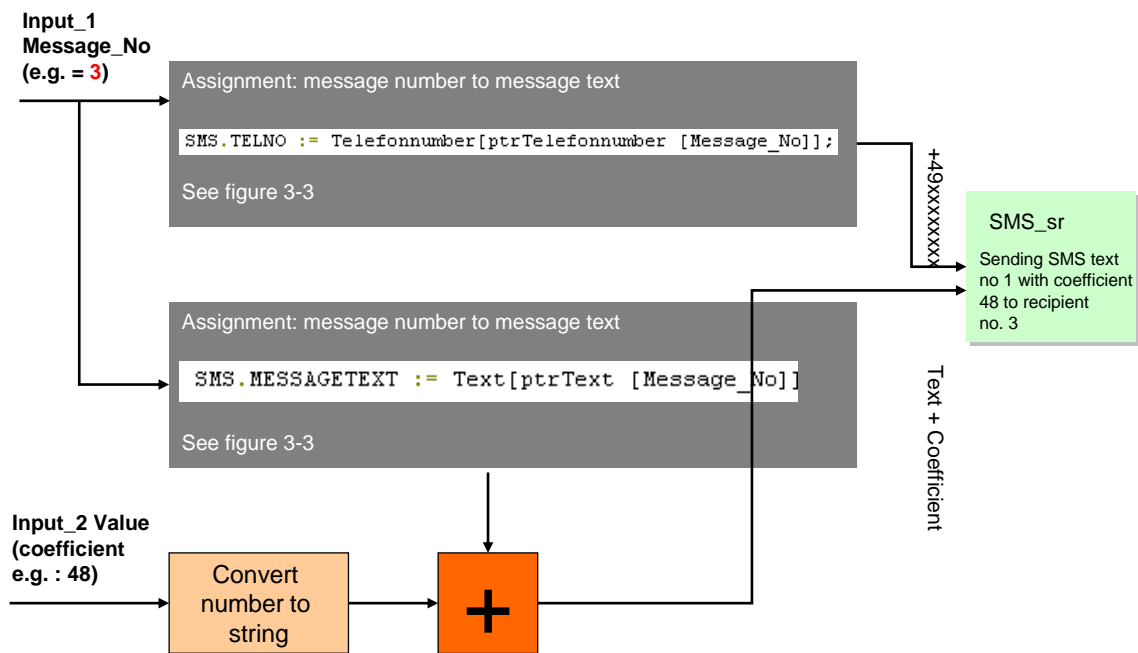 Input_1
Message_No
(e.g. = 3)
Assignment: message number to message text
SMS.TELNO := Telefonnumber[ptrTelefonnumber [Message_No]];
See figure 3-3
+49xxxxxxxx
SMS_sr
Sending SMS text
no 1 with coefficient
48 to recipient
no. 3
Assignment: message number to message text
SMS.MESSAGETEXT := Text[ptrText [Message_No]]
See figure 3-3
Text + Coefficient
Input_2 Value
(coefficient
e.g. : 48)
Convert
number to
string
+